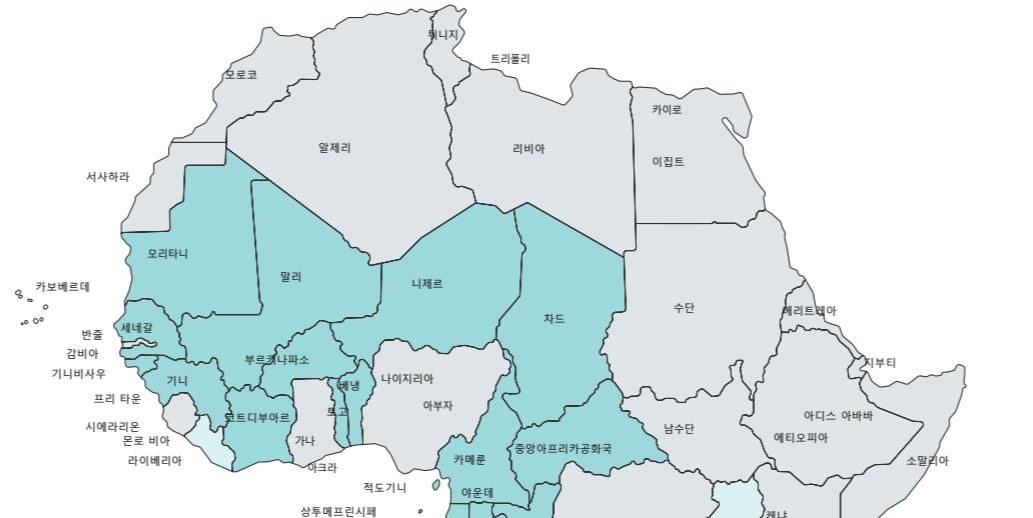 튀니지
트리폴리
모로코
카이로
알제리
리비아
이집트
서사하라
모리타니
말리
니제르
카보베르데
차드
수단
에리트레아
세네갈
반줄
감비아
부르키나파소
지부티
기니비사우
기니
베냉
나이지리아
프리 타운
아부자
토고
코트디부아르
아디스 아바바
시에라리온
남수단
에티오피아
몬로 비아
가나
중앙아프리카공화국
라이베리아
카메룬
소말리아
아크라
적도기니
야운데
상투메프린시페
케냐